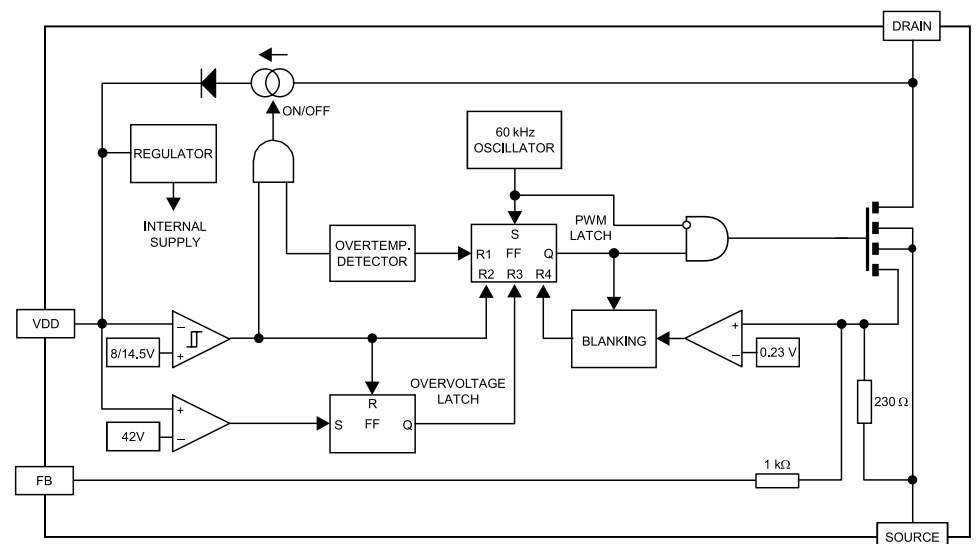 DRAIN
ON/OFF
REGULATOR
60 kHz
OSCILLATOR
INTERNAL
SUPPLY
PWM
LATCH
OVERTEMP.
DETECTOR
S
R1 FF Q
R2 R3 R4
VDD
8/14.5V
−
+
BLANKING
+
−
0.23 V
OVERVOLTAGE
LATCH
230 Ω
R
S FF Q
+
−
42V
FB
1 kΩ
SOURCE